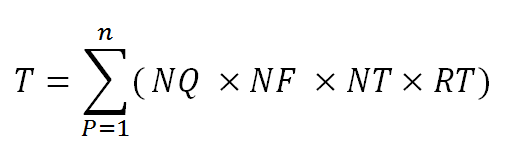 n
T = ∑ ( NQ × NF × NT × RT )
P=1